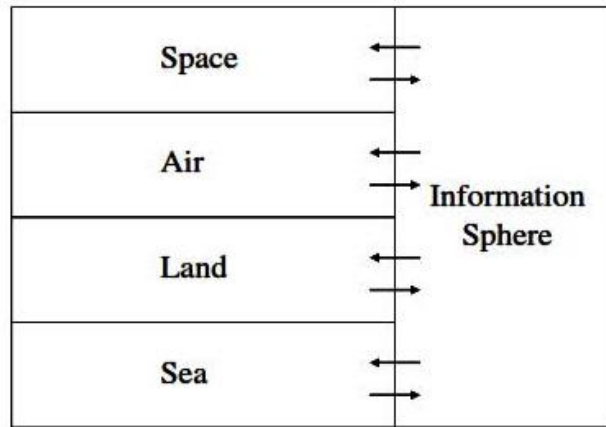 Space
Air
Information
Sphere
Land
Sea